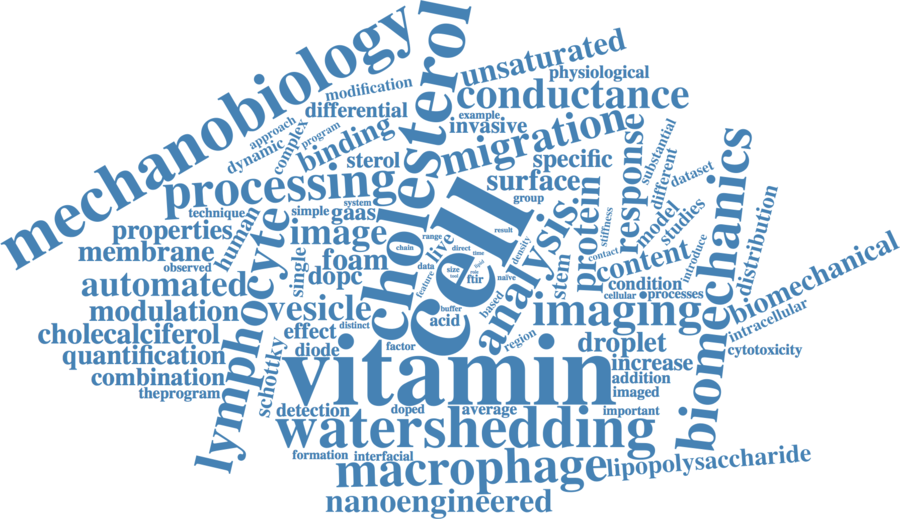 mechanobiology
cholesterol
unsaturated
physiological
modification
conductance
differential
example
invasive
approach
program
complex
dynamic
binding
migration
substantial
sterol
specific
response
different
dataset
processing
surface
biomechanics
system
group
protein
technique
simple
gaas
human
cell
analysis
stiffness
model
studies
distribution
properties
image
range
live
result
membrane
chain
direct
time
density
contact
content
introduce
observed
foam
data
size
naïve
stem
single
dopc
feature
ftir
condition
biomechanical
automated
lymphocyte
vesicle
buffer
based
cellular
processes
modulation
acid
imaging
intracellular
cholecalciferol
effect
distinct
region
droplet
quantification
diode
factor
cytotoxicity
schottky
vitamin
increase
combination
addition
theprogram
imaged
detection
doped
average
important
watershedding
formation
interfacial
macrophage
lipopolysaccharide
nanoengineered